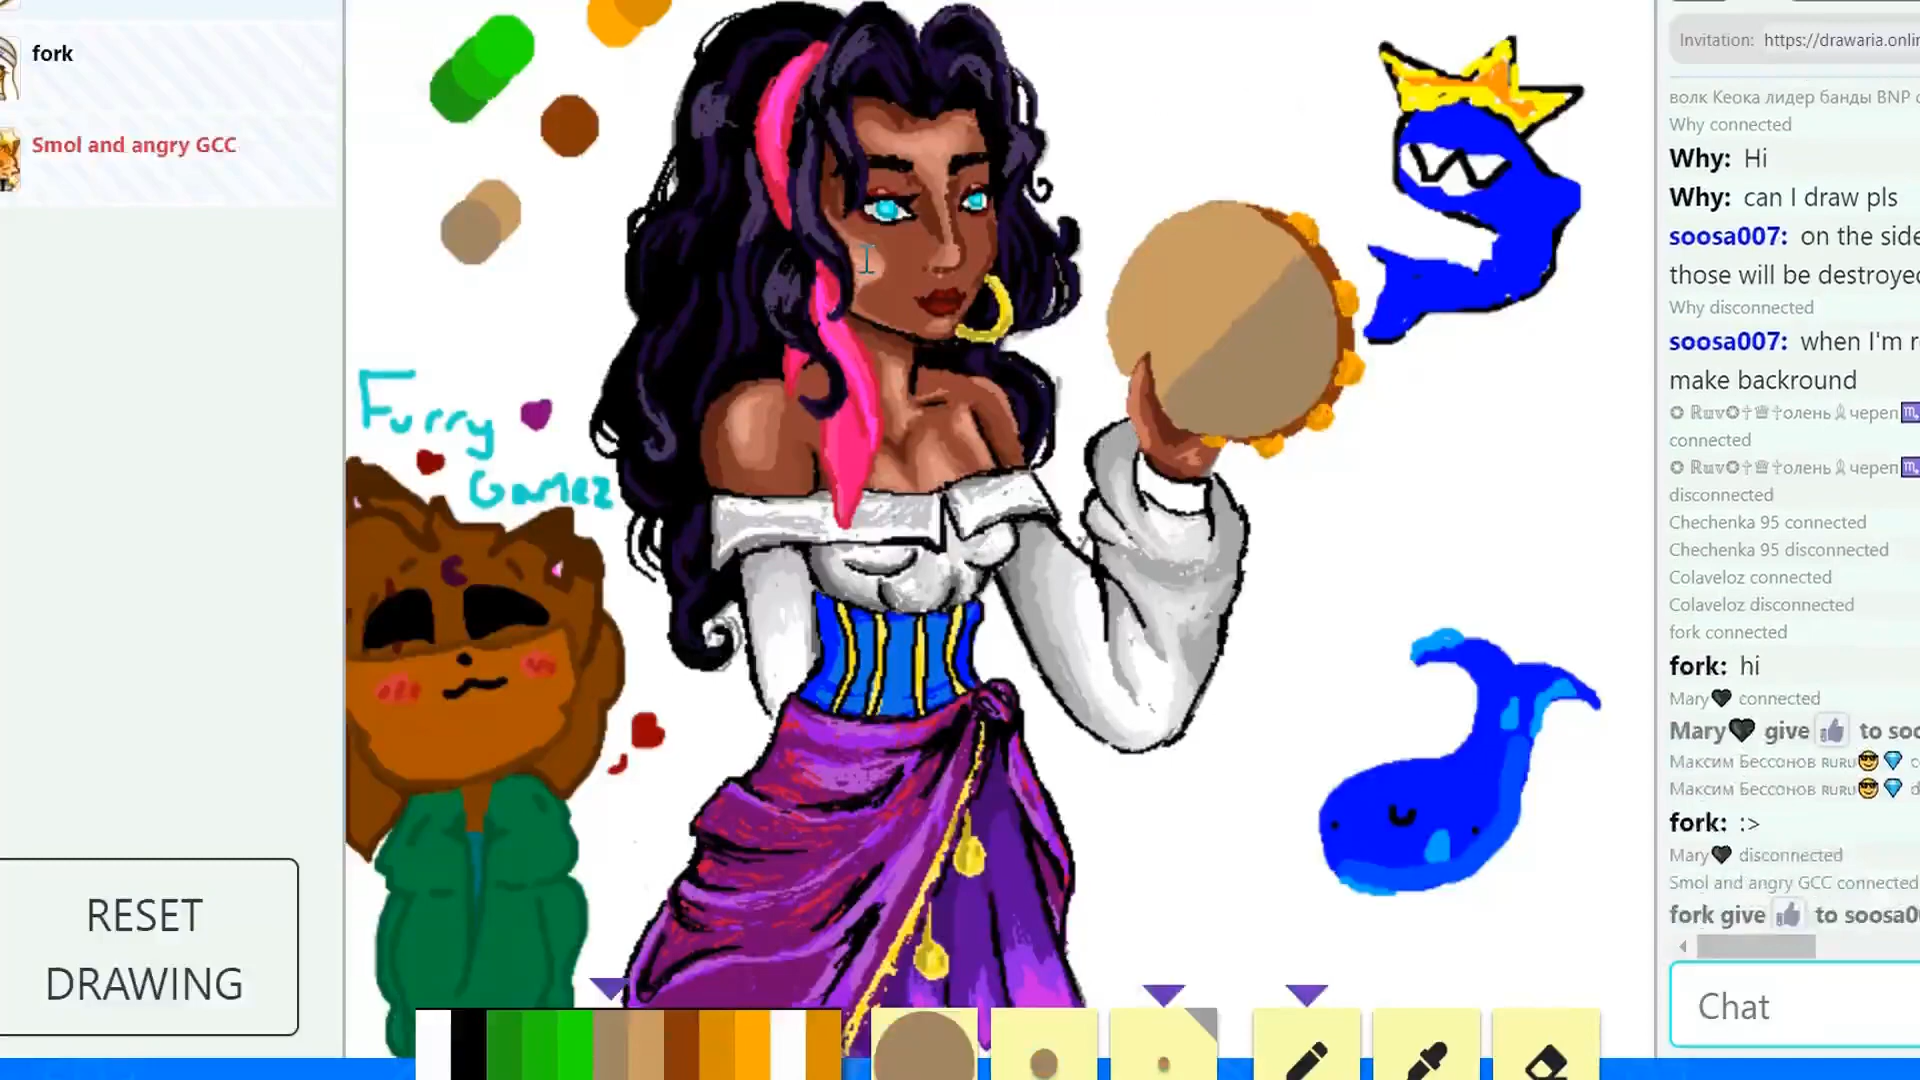 fork
Smol and angry GCC
RESET
DRAWING
Furry
Gamez
Invitation: https://drawaria.onlin
волк Кеока лидер банды BNP
Why connected
Why: Hi
Why: can I draw pls
soosa007: on the side
those will be destroyed
Why disconnected
soosa007: when I'm r
make backround
connected
disconnected
Chechenka 95 connected
Chechenka 95 disconnected
Colaveloz connected
Colaveloz disconnected
fork connected
fork: hi
Mary🖤 connected
Mary🖤 give 👍 to soo
Максим Бессонов RURU😎💎 c
Максим Бессонов RURU😎💎 d
fork: :>
Mary🖤 disconnected
Smol and angry GCC connected
fork give 👍 to soosa0
Chat